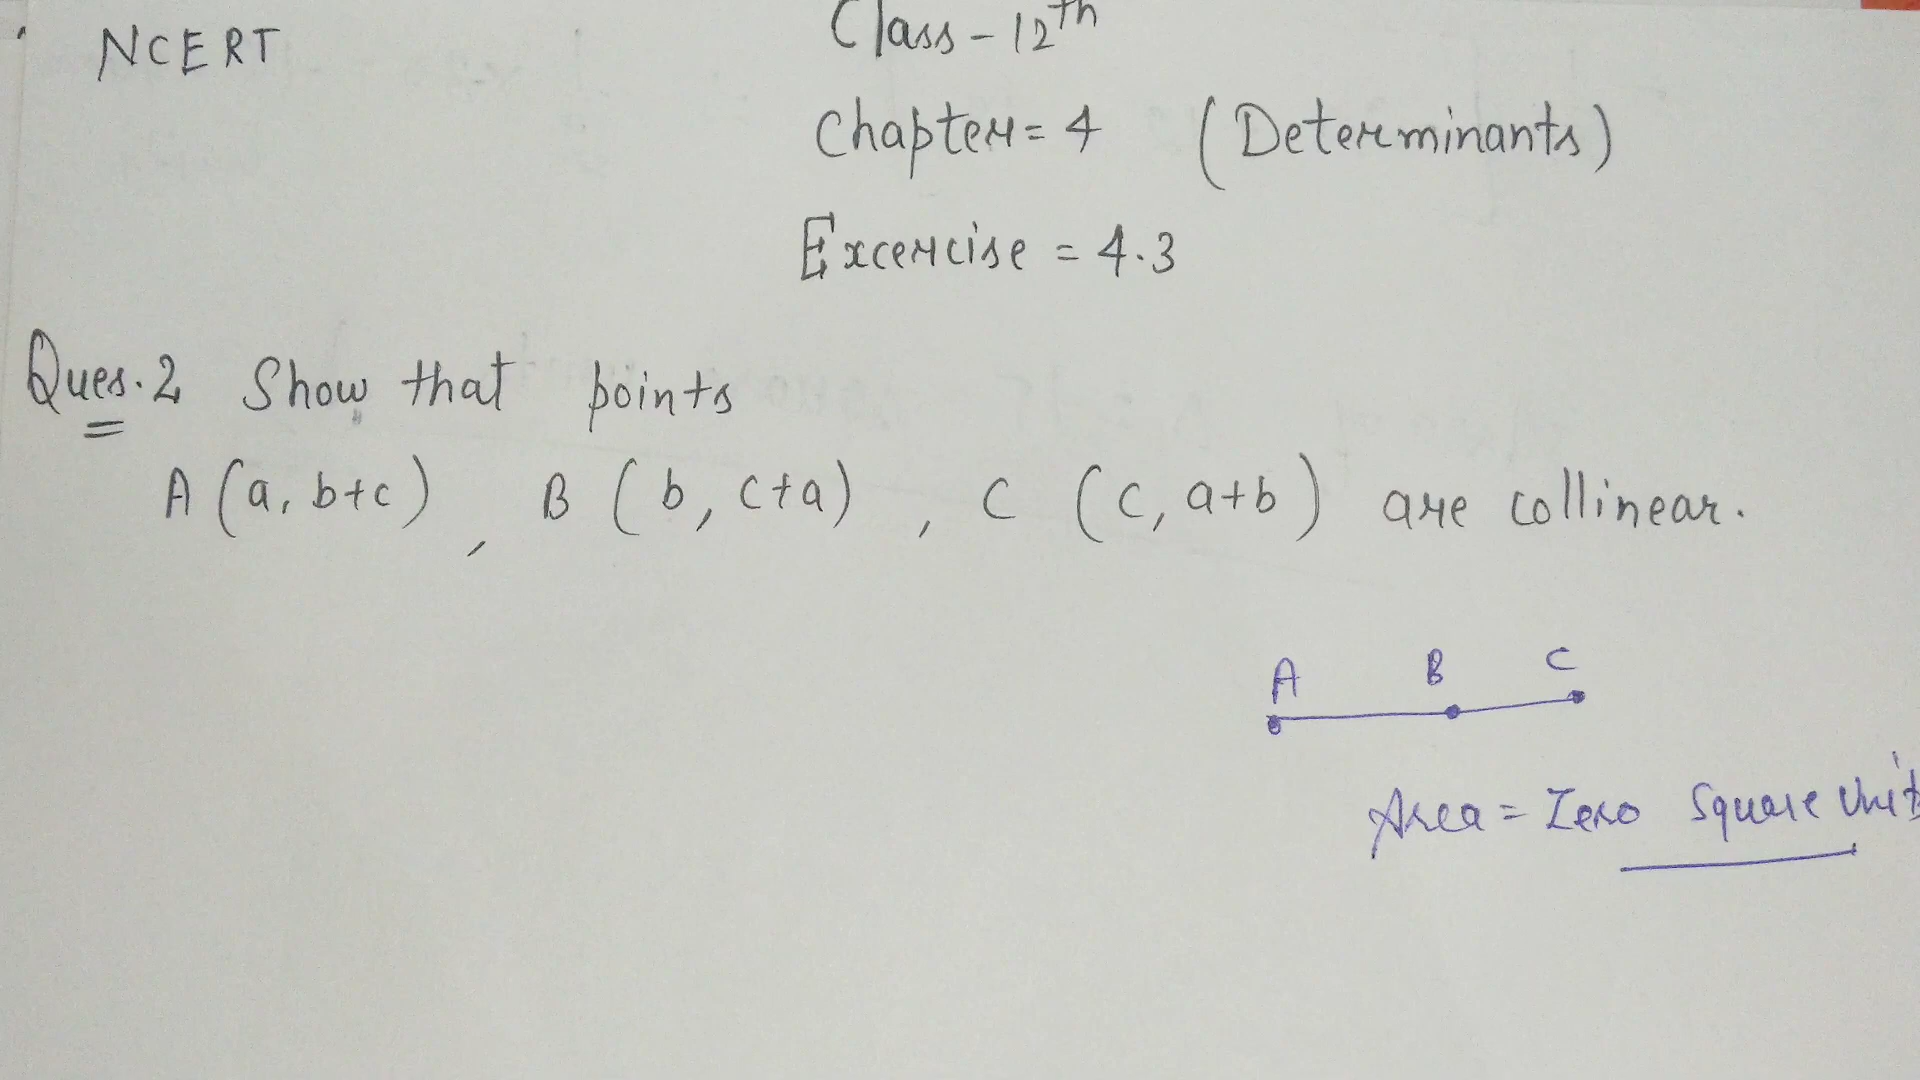 NCERT
Class-12th
Chapter = 4 (Determinants)
Excercise = 4.3
Ques.2 Show that points
A (a, b+c), B (b, c+a), C (c, a+b) are collinear.
A B C
Area = Zero Square Units